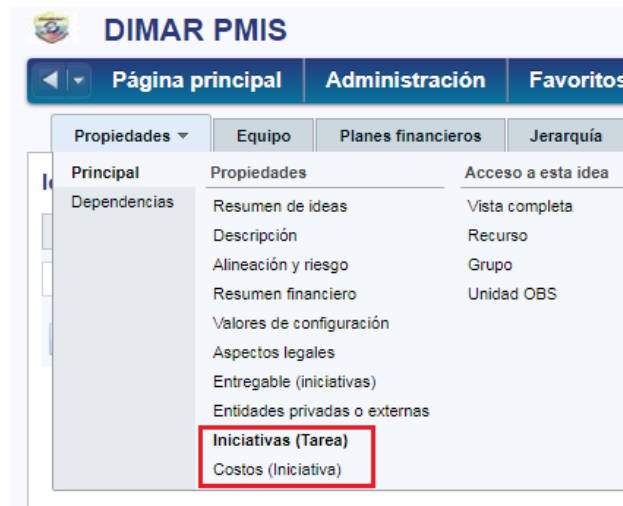 DIMAR PMIS
Página principal Administración Favoritos
Propiedades Equipo Planes financieros Jerarquía
Principal Propiedades Acceso a esta idea
Dependencias Resumen de ideas Vista completa
Descripción Recurso
Alineación y riesgo Grupo
Resumen financiero Unidad OBS
Valores de configuración
Aspectos legales
Entregable (iniciativas)
Entidades privadas o externas
Iniciativas (Tarea)
Costos (Iniciativa)